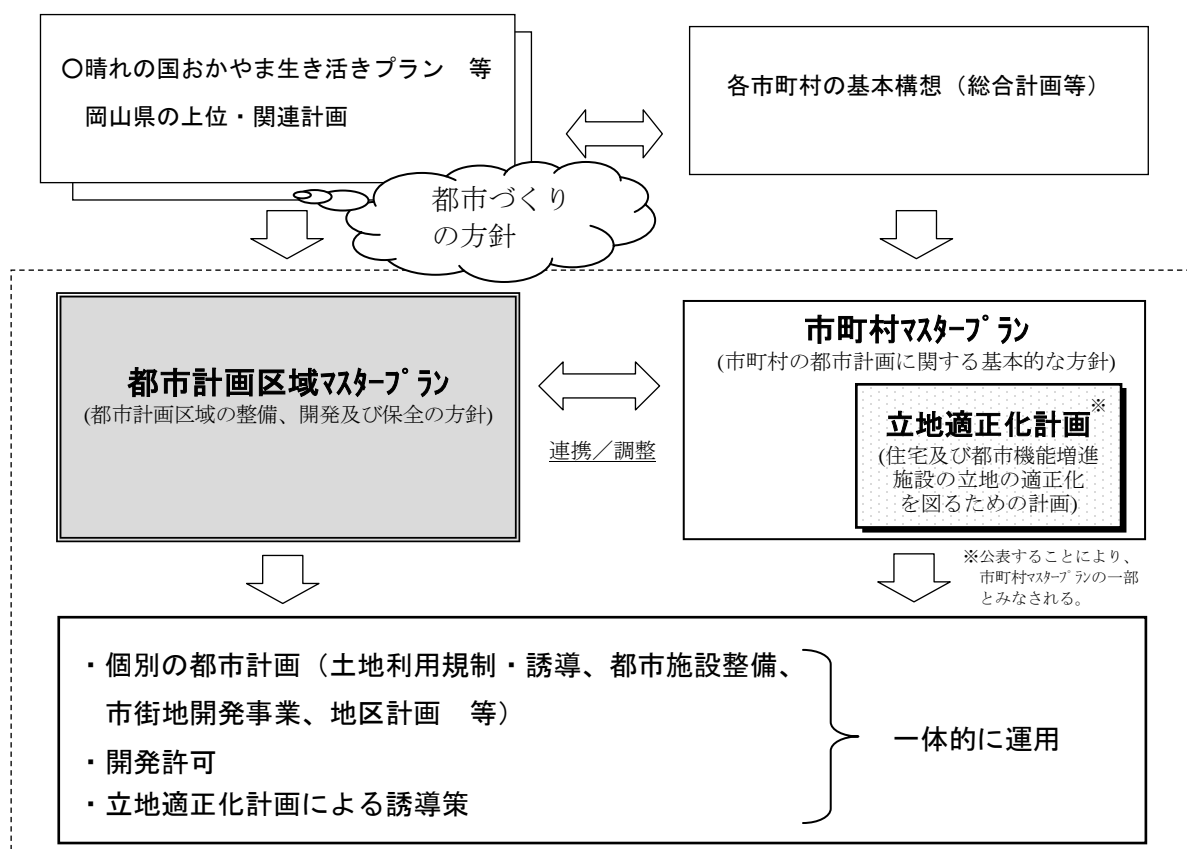 〇晴れの国おかやま生き活きプラン　等
岡山県の上位・関連計画
各市町村の基本構想（総合計画等）
都市づくり
の方針
都市計画区域ﾏｽﾀｰﾌﾟﾗﾝ
(都市計画区域の整備、開発及び保全の方針)
連携／調整
市町村ﾏｽﾀｰﾌﾟﾗﾝ
(市町村の都市計画に関する基本的な方針)
立地適正化計画※
(住宅及び都市機能増進
施設の立地の適正化
を図るための計画)
※公表することにより、
市町村ﾏｽﾀｰﾌﾟﾗﾝの一部
とみなされる。
・個別の都市計画（土地利用規制・誘導、都市施設整備、
市街地開発事業、地区計画　等）
・開発許可
・立地適正化計画による誘導策
一体的に運用